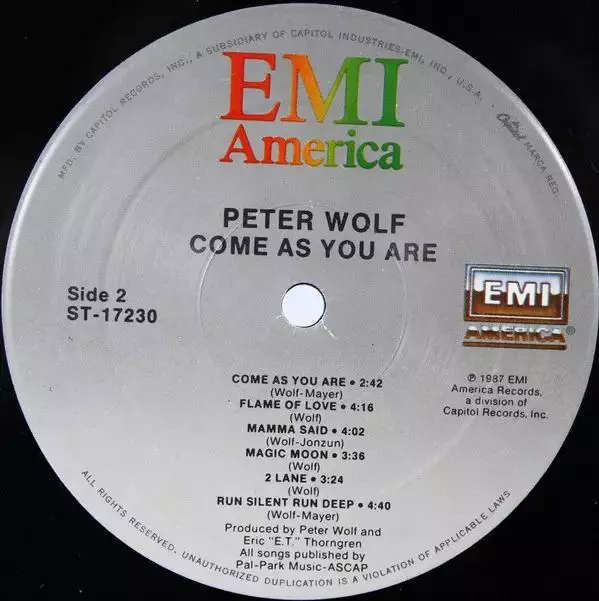 MFD. BY CAPITOL RECORDS, INC., A SUBSIDIARY OF CAPITOL INDUSTRIES-EMI, INC., U.S.A.
Capitol MARCA REG.
EMI
America
PETER WOLF
COME AS YOU ARE
Side 2
ST-17230
EMI
AMERICA®
COME AS YOU ARE • 2:42
(Wolf-Mayer)
FLAME OF LOVE • 4:16
(Wolf)
MAMMA SAID • 4:02
(Wolf-Jonzun)
MAGIC MOON • 3:36
(Wolf)
2 LANE • 3:24
(Wolf)
RUN SILENT RUN DEEP • 4:40
(Wolf-Mayer)
Produced by Peter Wolf and
Eric "E.T." Thorngren
All songs published by
Pal-Park Music-ASCAP
℗ 1987 EMI
America Records,
a division of
Capitol Records, Inc.
ALL RIGHTS RESERVED. UNAUTHORIZED DUPLICATION IS A VIOLATION OF APPLICABLE LAWS